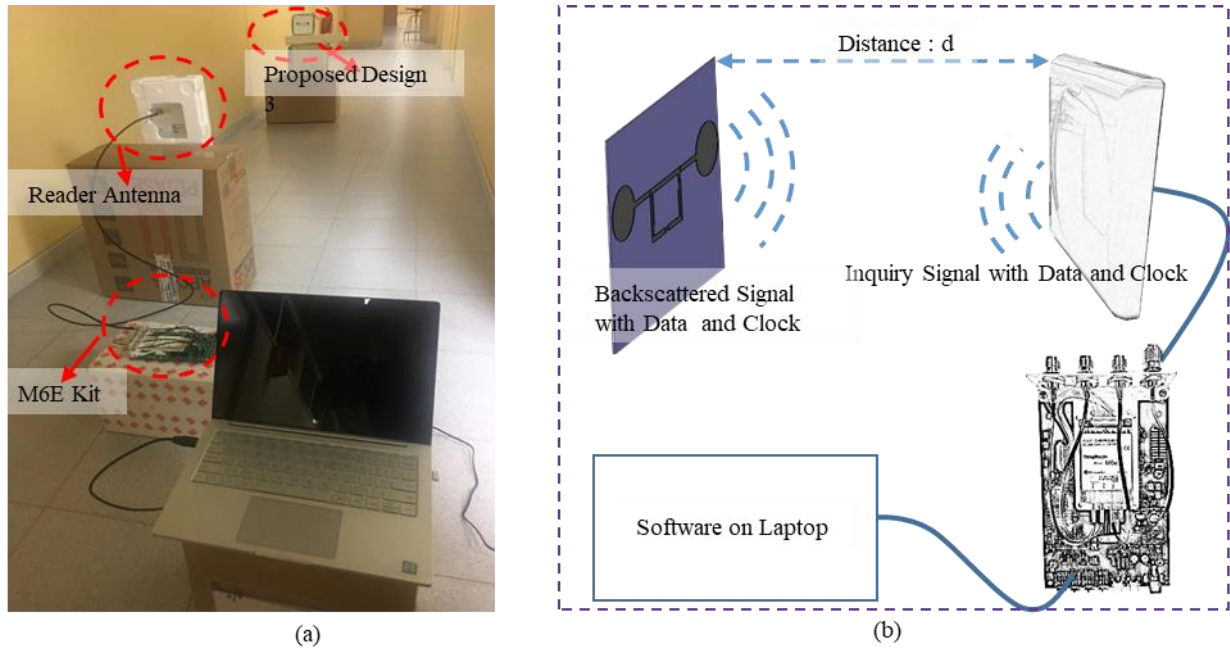 Proposed Design
3
Reader Antenna
M6E Kit
(a)
Distance : d
Backscattered Signal
with Data and Clock
Inquiry Signal with Data and Clock
Software on Laptop
(b)